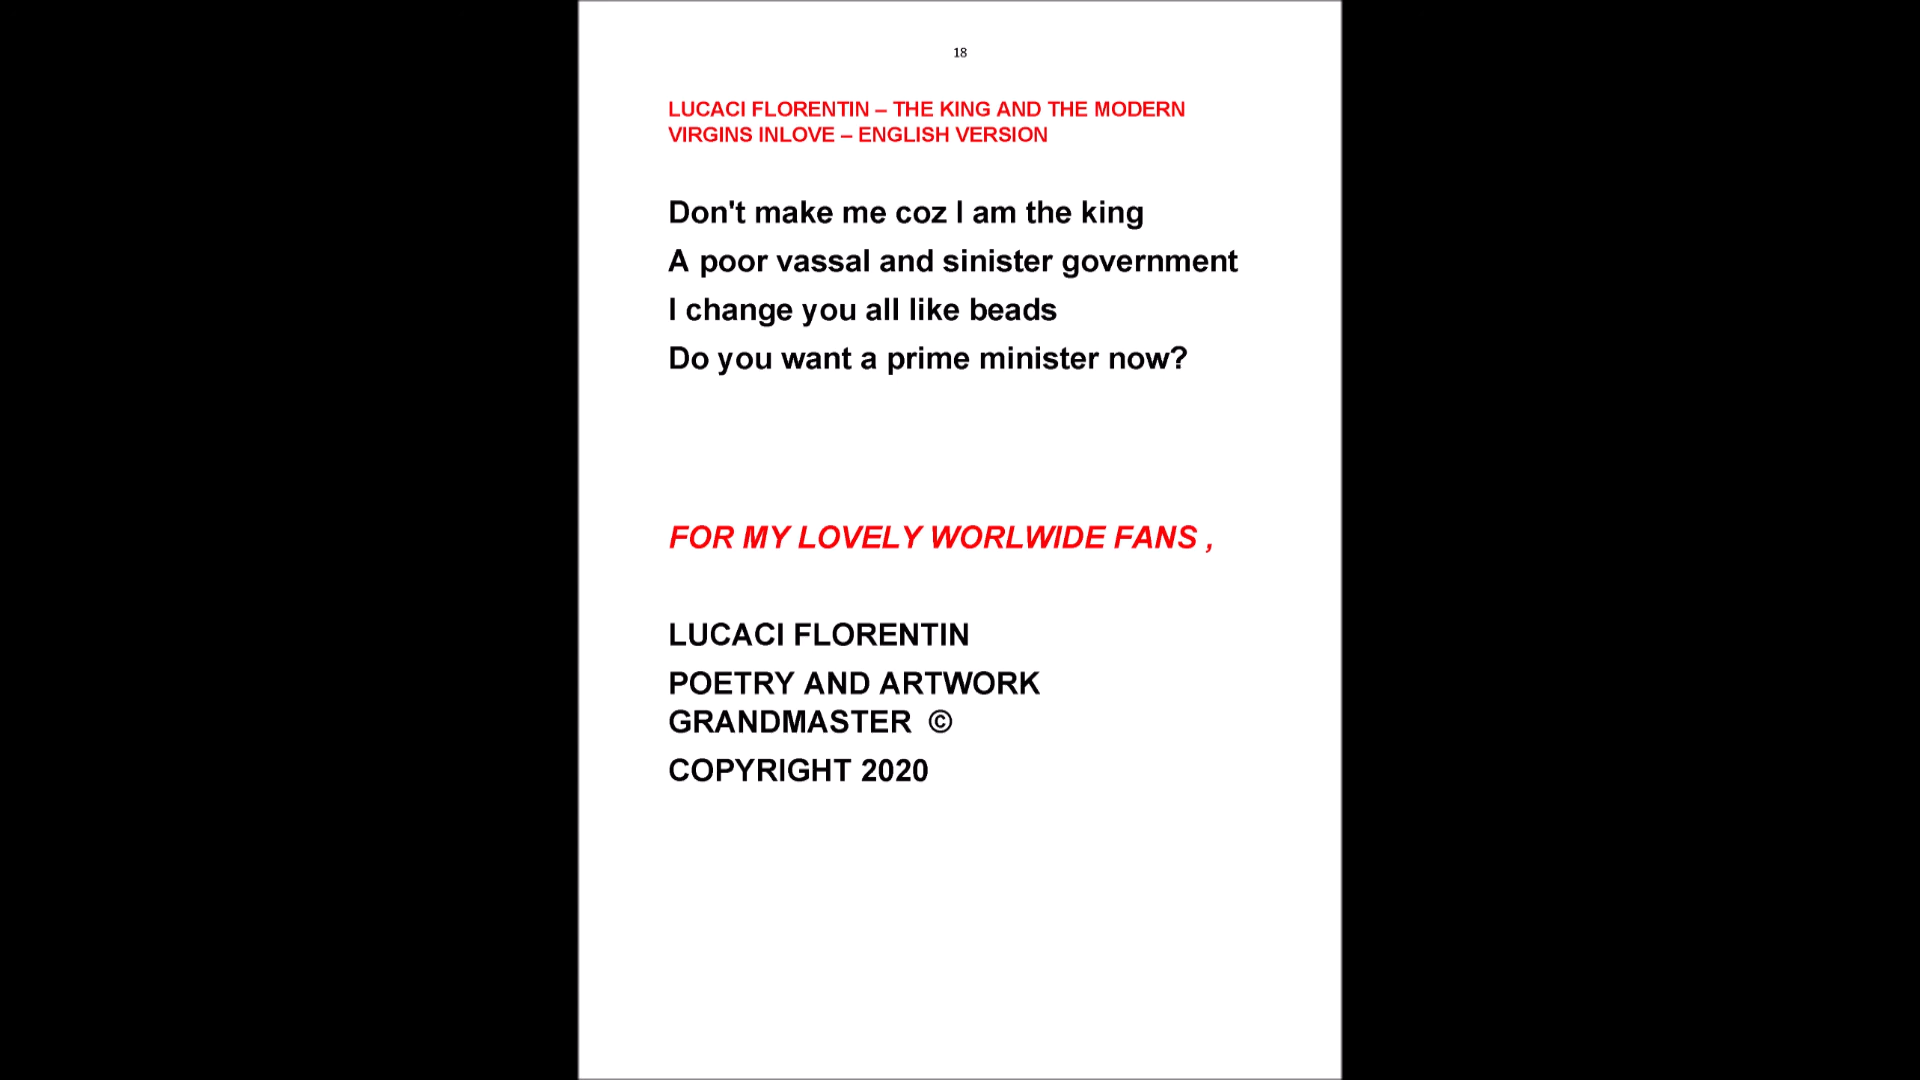 18
LUCACI FLORENTIN – THE KING AND THE MODERN
VIRGINS INLOVE – ENGLISH VERSION
Don't make me coz I am the king
A poor vassal and sinister government
I change you all like beads
Do you want a prime minister now?
FOR MY LOVELY WORLWIDE FANS ,
LUCACI FLORENTIN
POETRY AND ARTWORK
GRANDMASTER ©
COPYRIGHT 2020